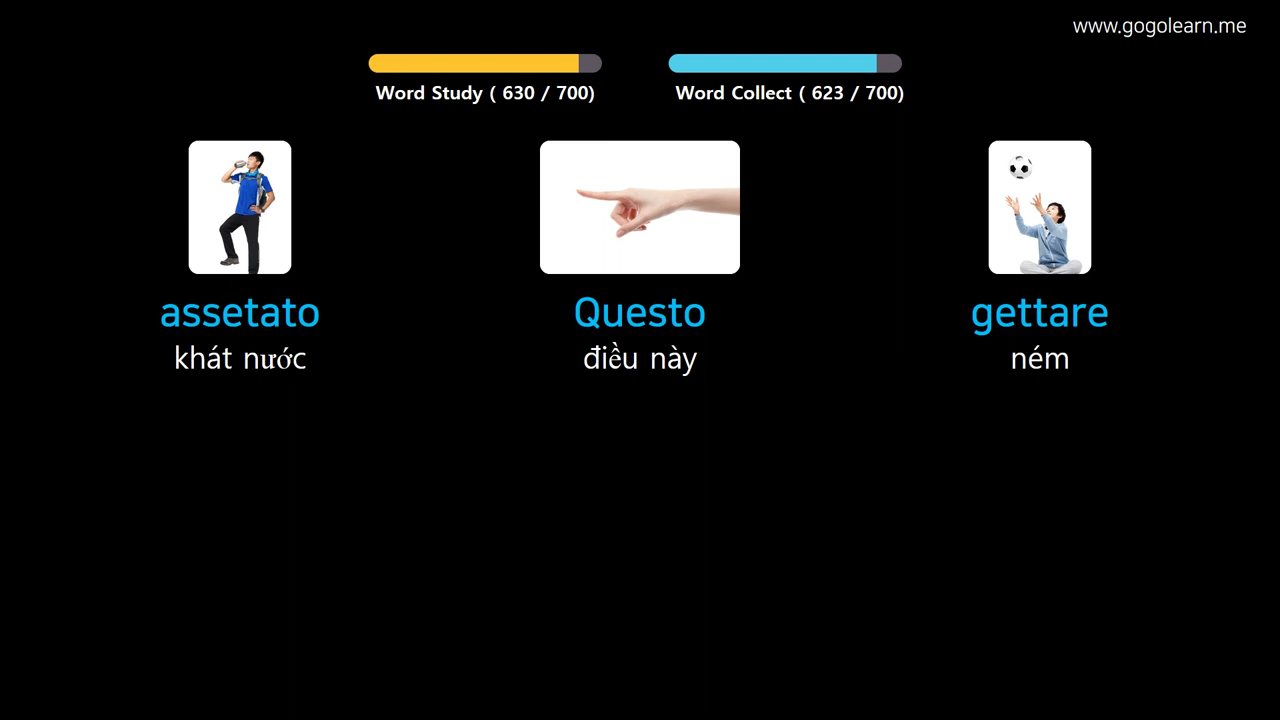 www.gogolearn.me
Word Study ( 630 / 700)
Word Collect ( 623 / 700)
assetato
khát nước
Questo
điều này
gettare
ném